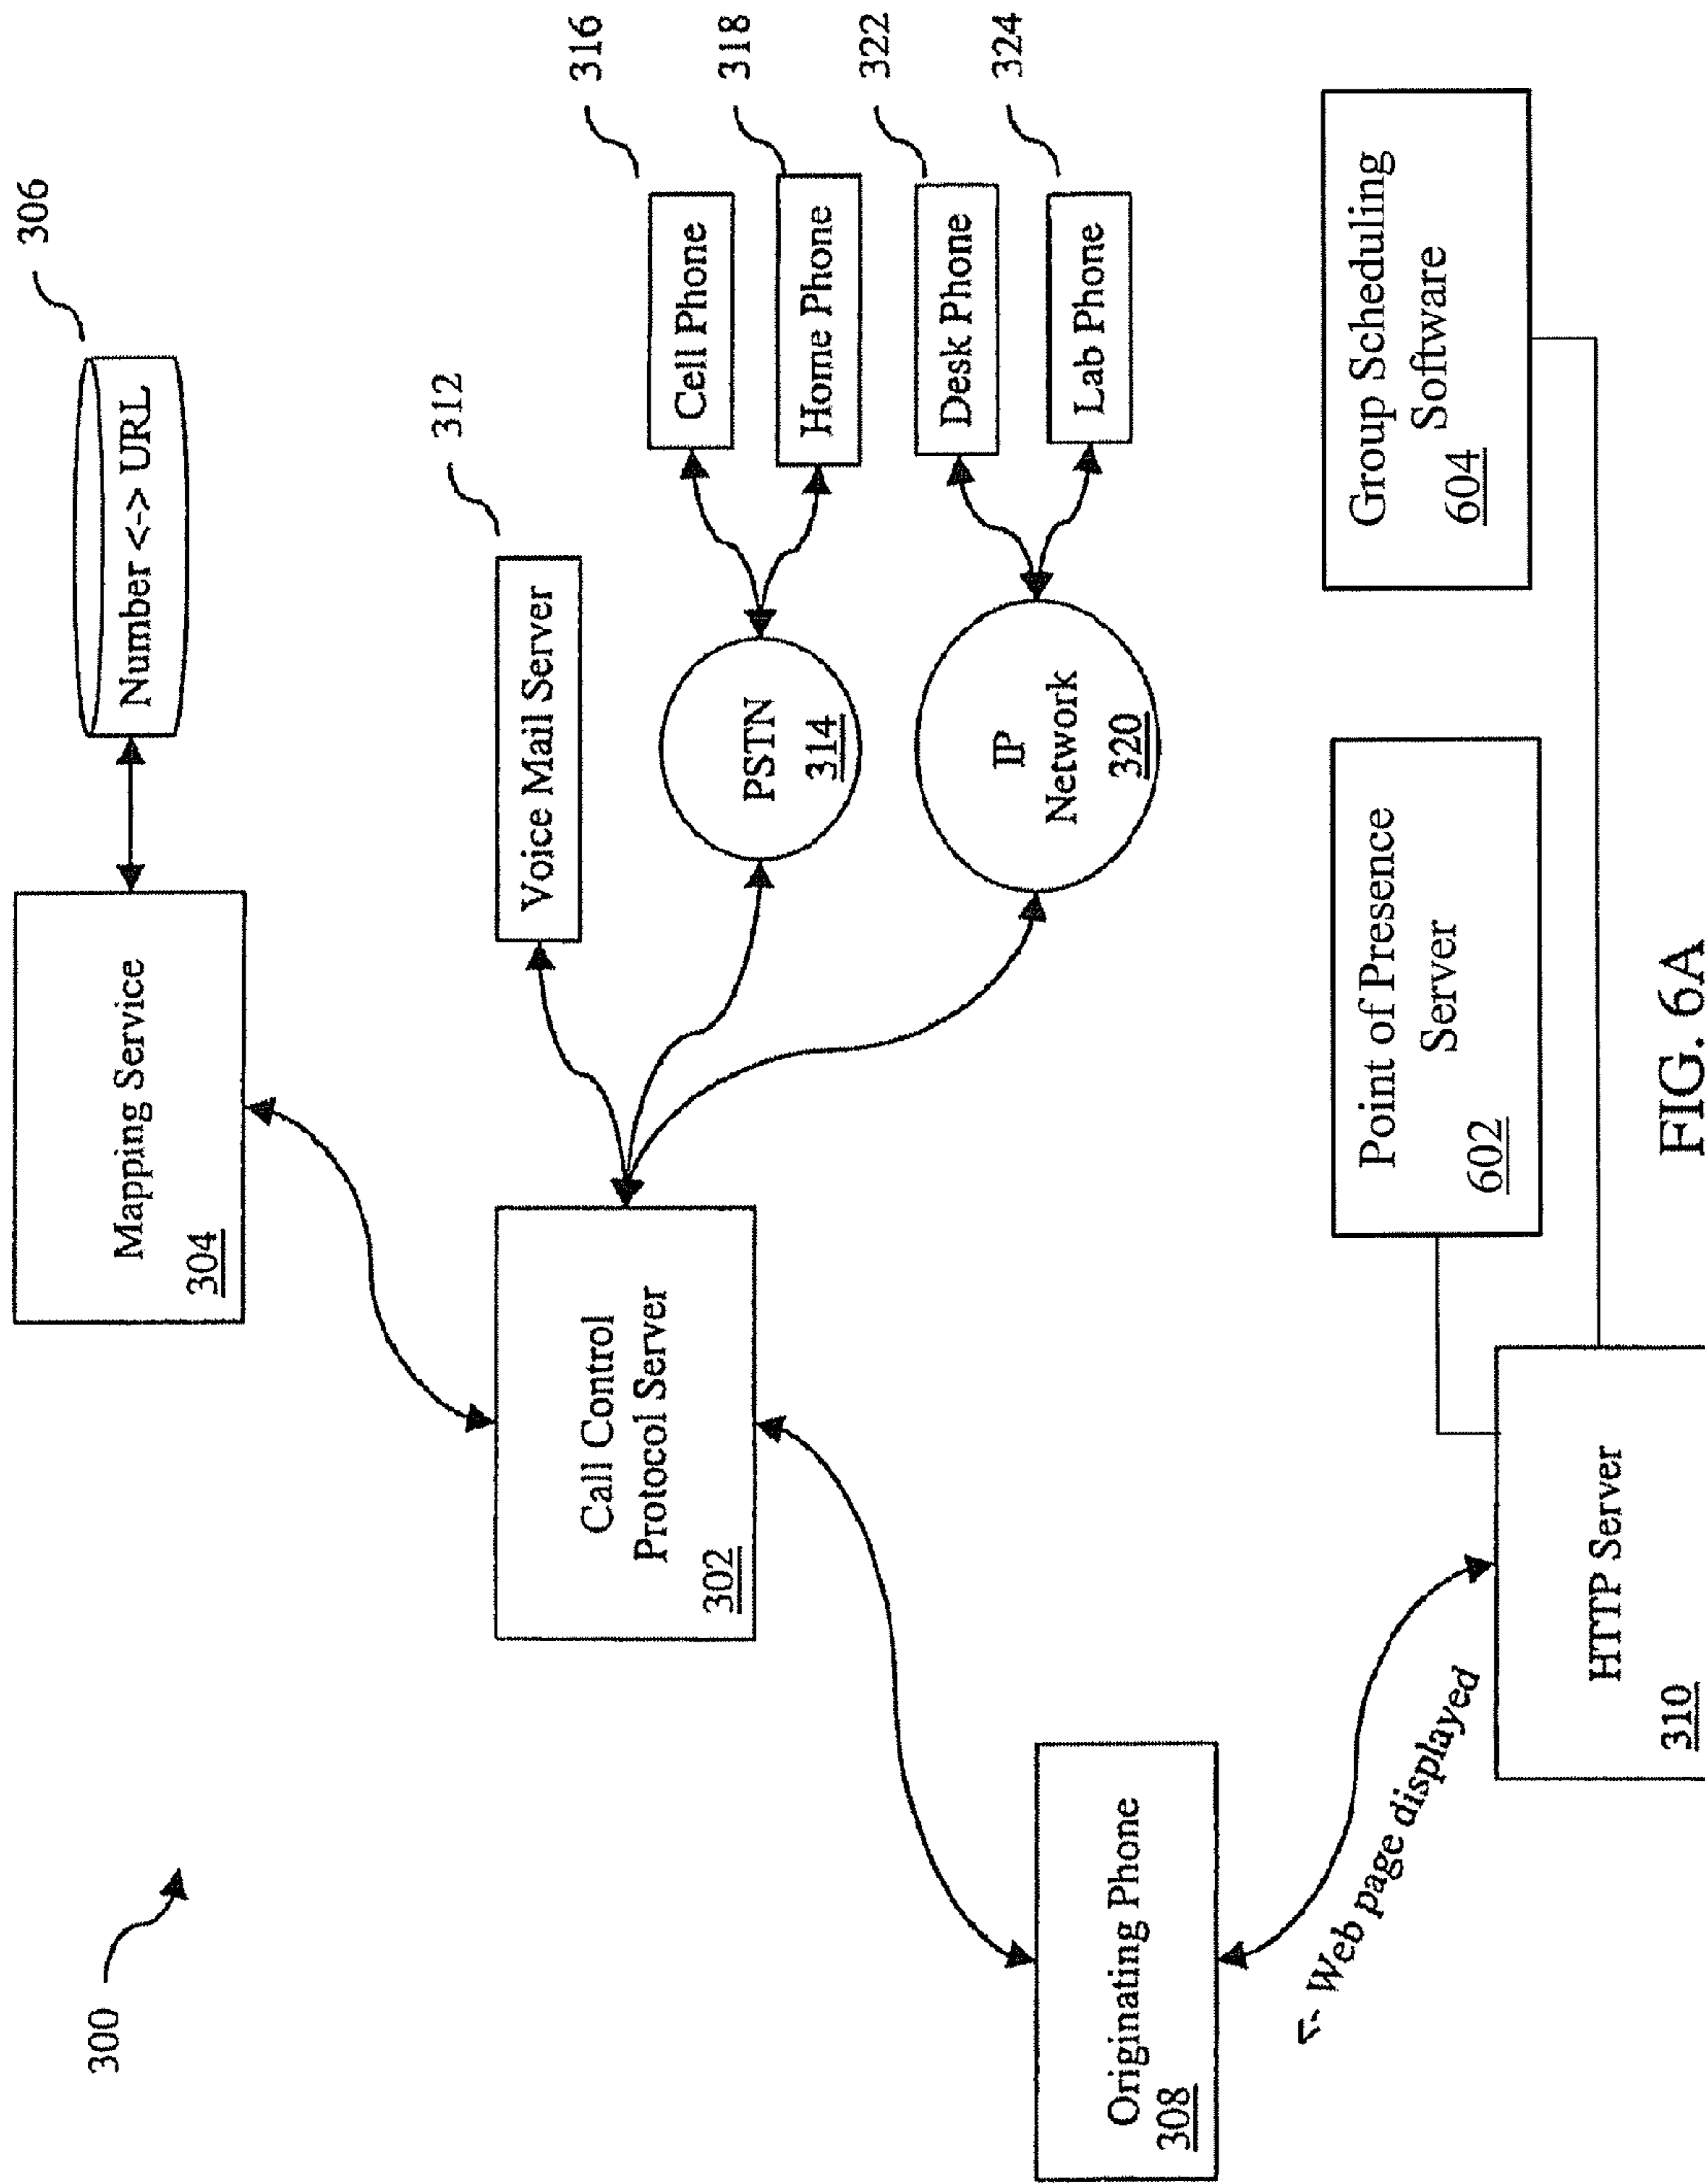 300
306
Number <-> URL
Mapping Service
304
312
Voice Mail Server
316
Cell Phone
318
Home Phone
322
Desk Phone
324
Lab Phone
PSTN
314
IP
Network
320
Call Control
Protocol Server
302
Originating Phone
308
<- Web page displayed
HTTP Server
310
Point of Presence
Server
602
Group Scheduling
Software
604
FIG. 6A